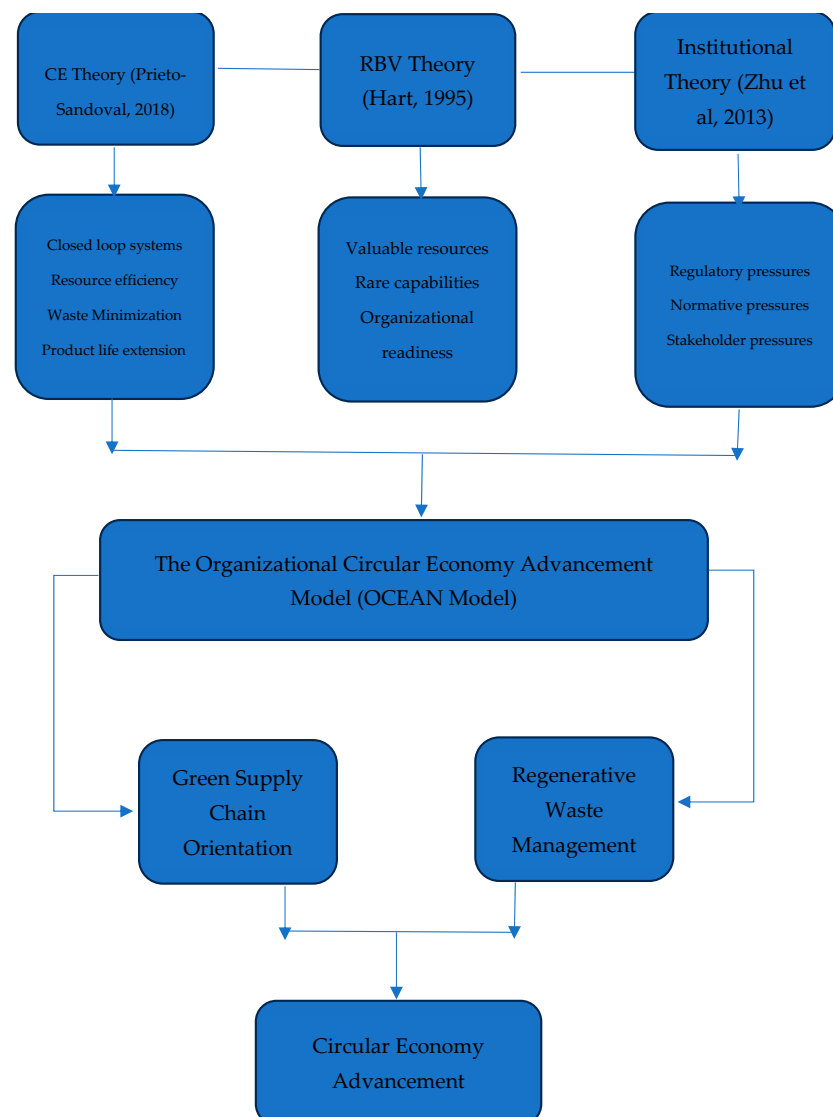 CE Theory (Prieto-
Sandoval, 2018)
RBV Theory
(Hart, 1995)
Institutional
Theory (Zhu et
al, 2013)
Closed loop systems
Resource efficiency
Waste Minimization
Product life extension
Valuable resources
Rare capabilities
Organizational
readiness
Regulatory pressures
Normative pressures
Stakeholder pressures
The Organizational Circular Economy Advancement
Model (OCEAN Model)
Green Supply
Chain
Orientation
Regenerative
Waste
Management
Circular Economy
Advancement